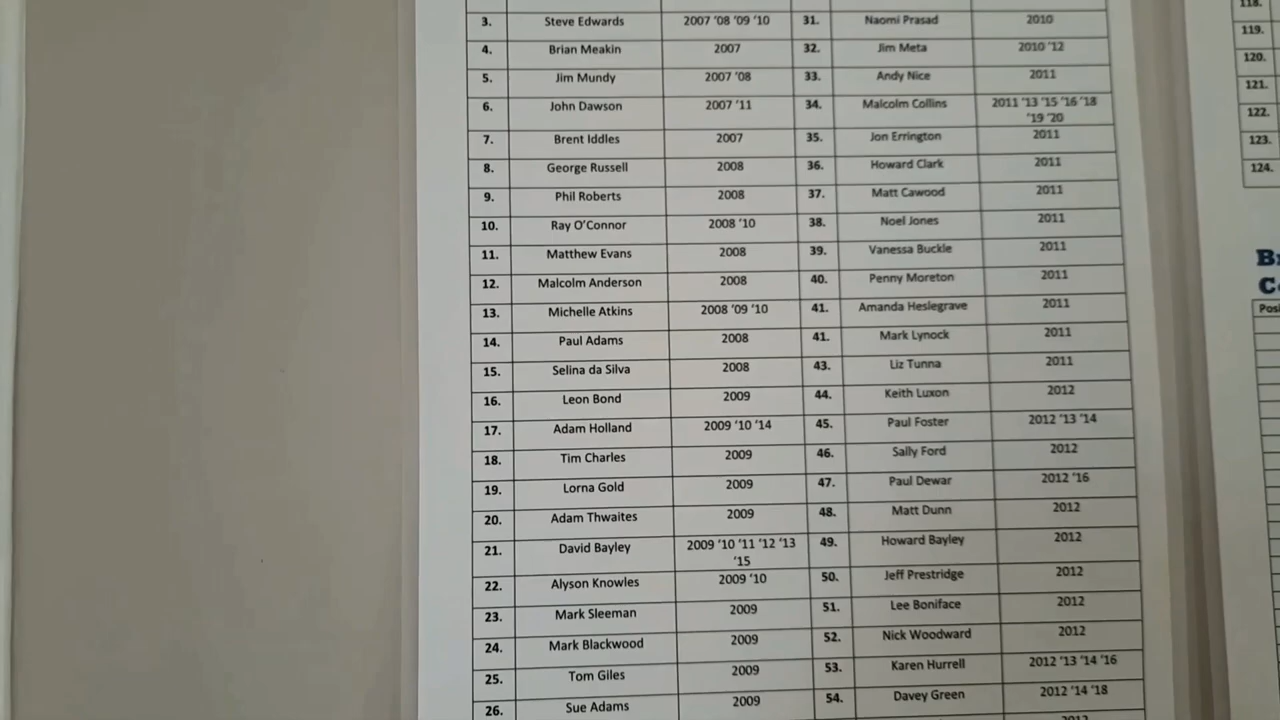 3. Steve Edwards 2007 '08 '09 '10 31. Naomi Prasad 2010
4. Brian Meakin 2007 32. Jim Meta 2010 '12
5. Jim Mundy 2007 '08 33. Andy Nice 2011
6. John Dawson 2007 '11 34. Malcolm Collins 2011 '13 '15 '16 '18
'19 '20
7. Brent Iddles 2007 35. Jon Errington 2011
8. George Russell 2008 36. Howard Clark 2011
9. Phil Roberts 2008 37. Matt Cawood 2011
10. Ray O'Connor 2008 '10 38. Noel Jones 2011
11. Matthew Evans 2008 39. Vanessa Buckle 2011
12. Malcolm Anderson 2008 40. Penny Moreton 2011
13. Michelle Atkins 2008 '09 '10 41. Amanda Heslegrave 2011
14. Paul Adams 2008 41. Mark Lynock 2011
15. Selina da Silva 2008 43. Liz Tunna 2011
16. Leon Bond 2009 44. Keith Luxon 2012
17. Adam Holland 2009 '10 '14 45. Paul Foster 2012 '13 '14
18. Tim Charles 2009 46. Sally Ford 2012
19. Lorna Gold 2009 47. Paul Dewar 2012 '16
20. Adam Thwaites 2009 48. Matt Dunn 2012
21. David Bayley 2009 '10 '11 '12 '13 49. Howard Bayley 2012
'15
22. Alyson Knowles 2009 '10 50. Jeff Prestridge 2012
23. Mark Sleeman 2009 51. Lee Boniface 2012
24. Mark Blackwood 2009 52. Nick Woodward 2012
25. Tom Giles 2009 53. Karen Hurrell 2012 '13 '14 '16
26. Sue Adams 2009 54. Davey Green 2012 '14 '18
118.
119.
120.
121.
122.
123.
124.